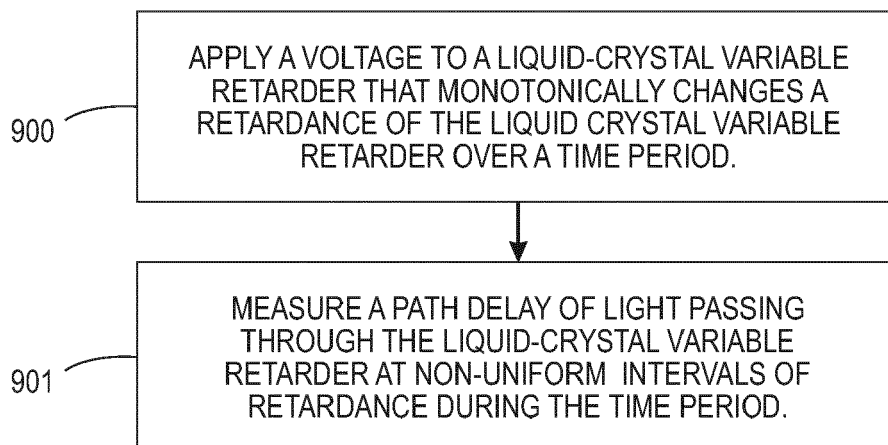 APPLY A VOLTAGE TO A LIQUID-CRYSTAL VARIABLE
RETARDER THAT MONOTONICALLY CHANGES A
RETARDANCE OF THE LIQUID CRYSTAL VARIABLE
RETARDER OVER A TIME PERIOD.
900
MEASURE A PATH DELAY OF LIGHT PASSING
THROUGH THE LIQUID-CRYSTAL VARIABLE
RETARDER AT NON-UNIFORM INTERVALS OF
RETARDANCE DURING THE TIME PERIOD.
901